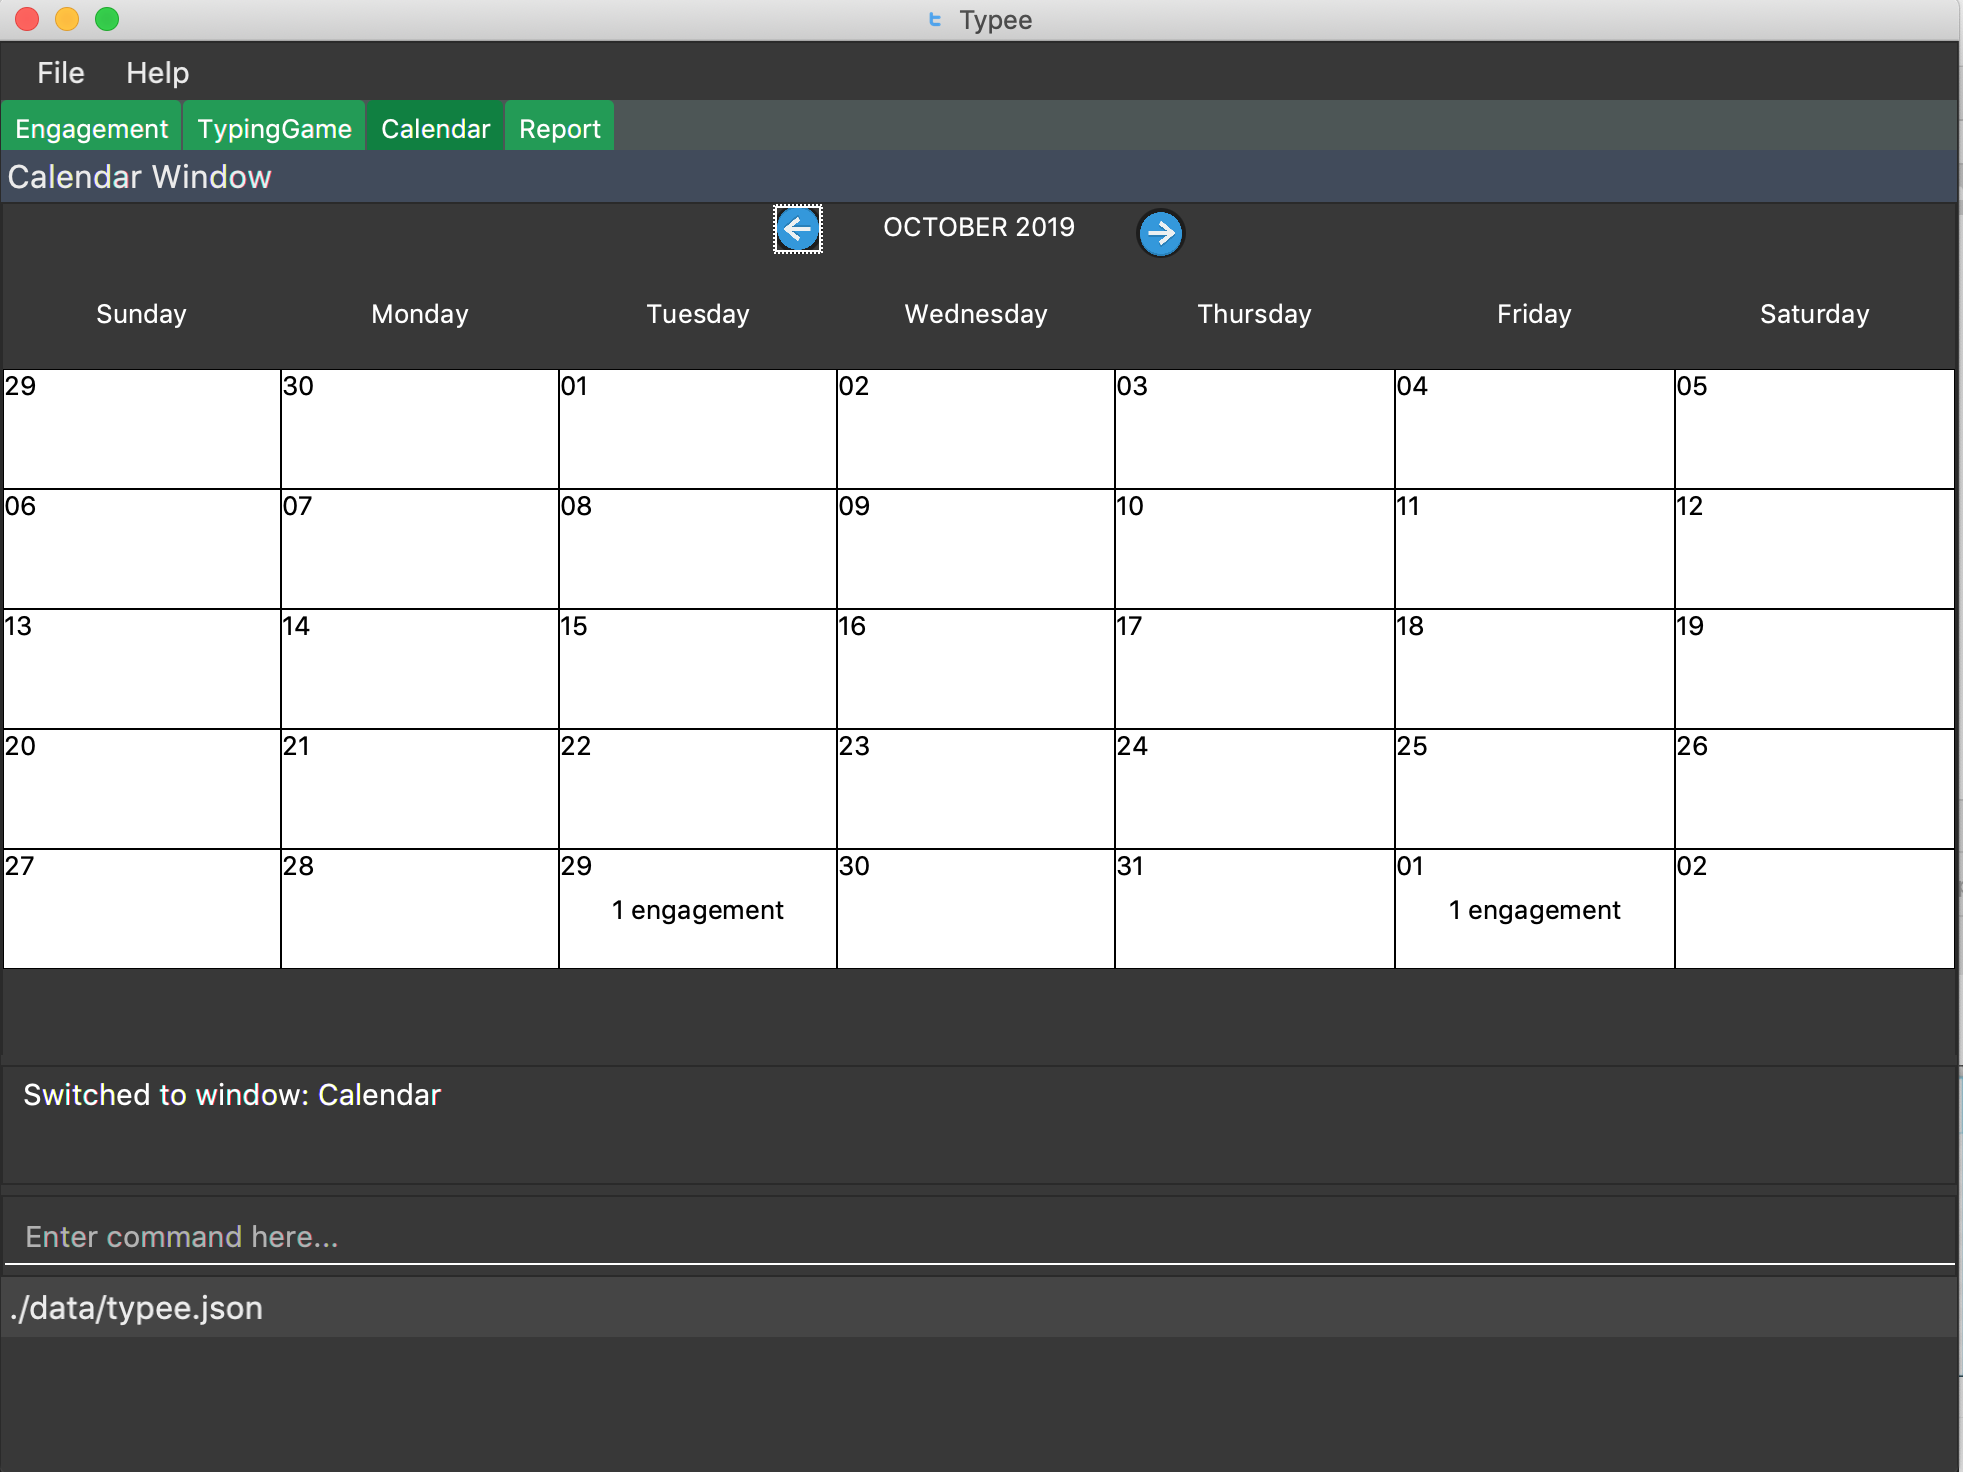 Typee
File Help
Engagement TypingGame Calendar Report
Calendar Window
OCTOBER 2019
Sunday Monday Tuesday Wednesday Thursday Friday Saturday
29 30 01 02 03 04 05
06 07 08 09 10 11 12
13 14 15 16 17 18 19
20 21 22 23 24 25 26
27 28 29 30 31 01 02
1 engagement 1 engagement
Switched to window: Calendar
Enter command here...
./data/typee.json